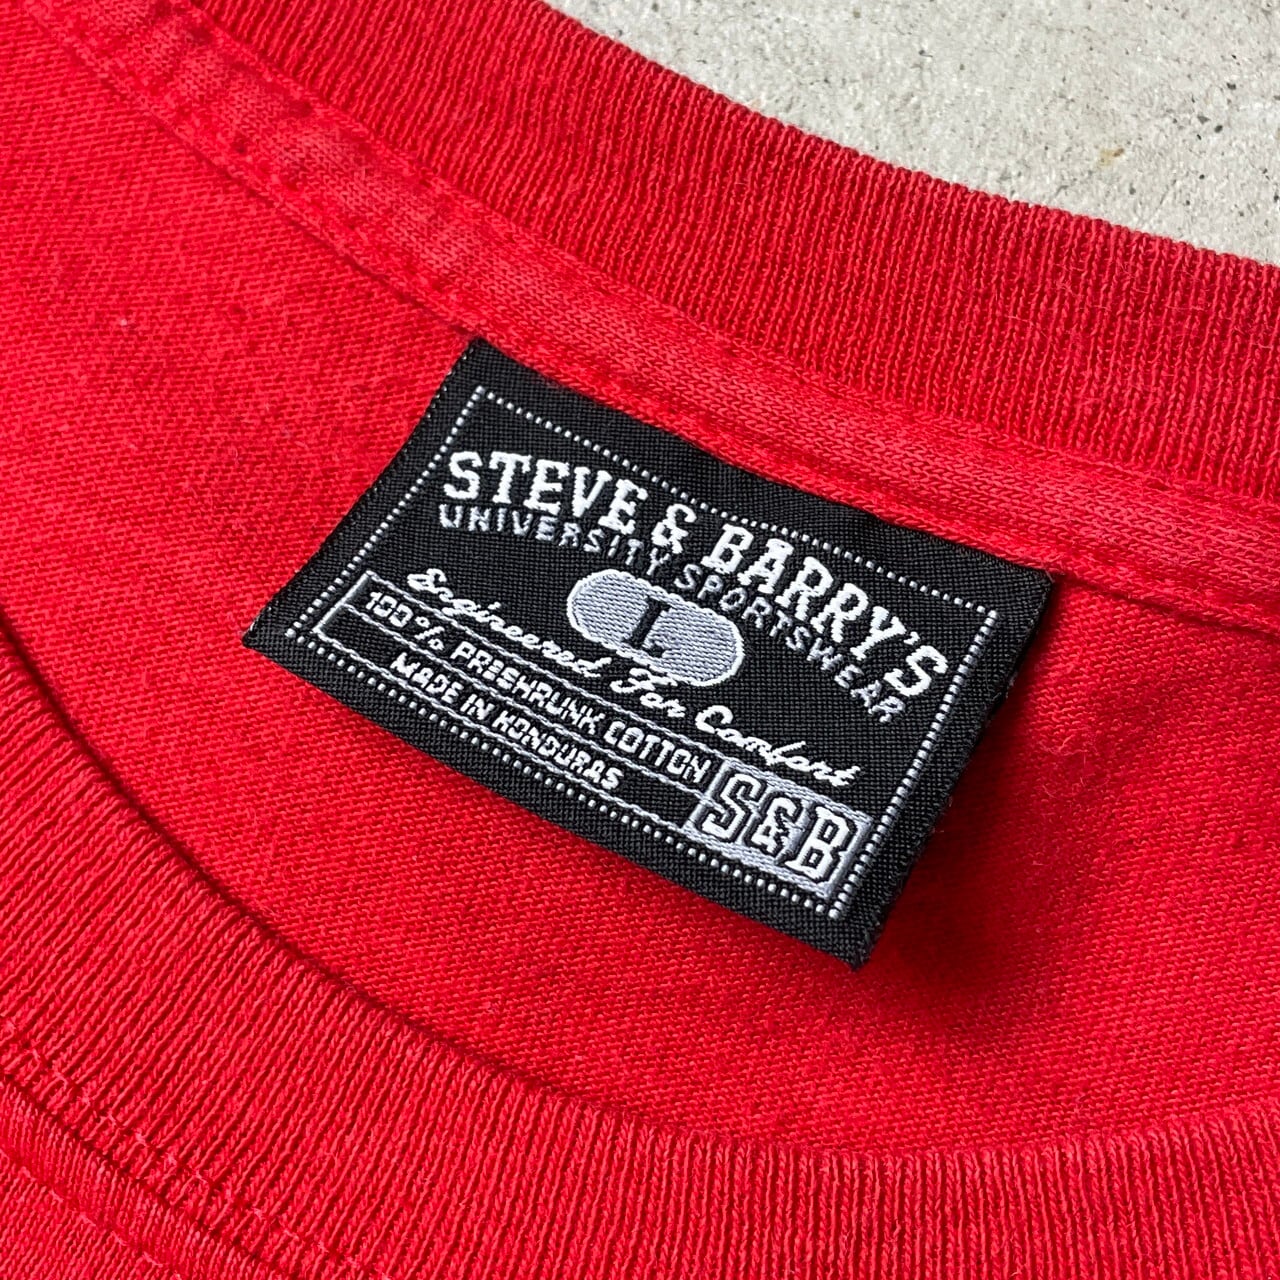 STEVE & BARRY'S
UNIVERSITY SPORTSWEAR
L
Engineered For Comfort
100% PRESHRUNK COTTON
MADE IN HONDURAS
S&B